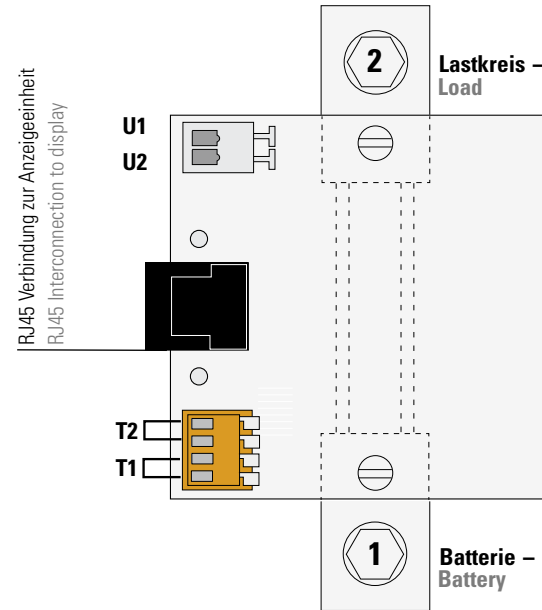 2
Lastkreis –
Load
U1
U2
RJ45 Verbindung zur Anzeigeeinheit
RJ45 Interconnection to display
T2
T1
1
Batterie –
Battery